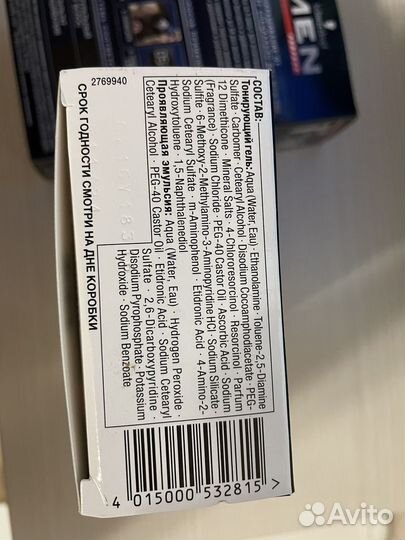 MEN
2769940
СОСТАВ:
Тонирующий гель: Aqua (Water, Eau) · Ethanolamine · Toluene-2,5-Diamine
Sulfate · Carbomer · Cetearyl Alcohol · Disodium Cocoamphodiacetate · PEG-
12 Dimethicone · Mineral Salts · 4-Chlororesorcinol · Resorcinol · Parfum
(Fragrance) · Sodium Chloride · PEG-40 Castor Oil · Ascorbic Acid · Sodium
Sulfite · 6-Methoxy-2-Methylamino-3-Aminopyridine HCl · Sodium Silicate ·
Sodium Cetearyl Sulfate · m-Aminophenol · Etidronic Acid · 4-Amino-2-
Hydroxytoluene · 1,5-Naphthalenediol
Проявляющая эмульсия: Aqua (Water, Eau) · Hydrogen Peroxide ·
Cetearyl Alcohol · PEG-40 Castor Oil · Etidronic Acid · Sodium Cetearyl
Sulfate · 2,6-Dicarboxypyridine ·
Disodium Pyrophosphate · Potassium
Hydroxide · Sodium Benzoate
СРОК ГОДНОСТИ СМОТРИ НА ДНЕ КОРОБКИ
4 015000 532815 >
Avito